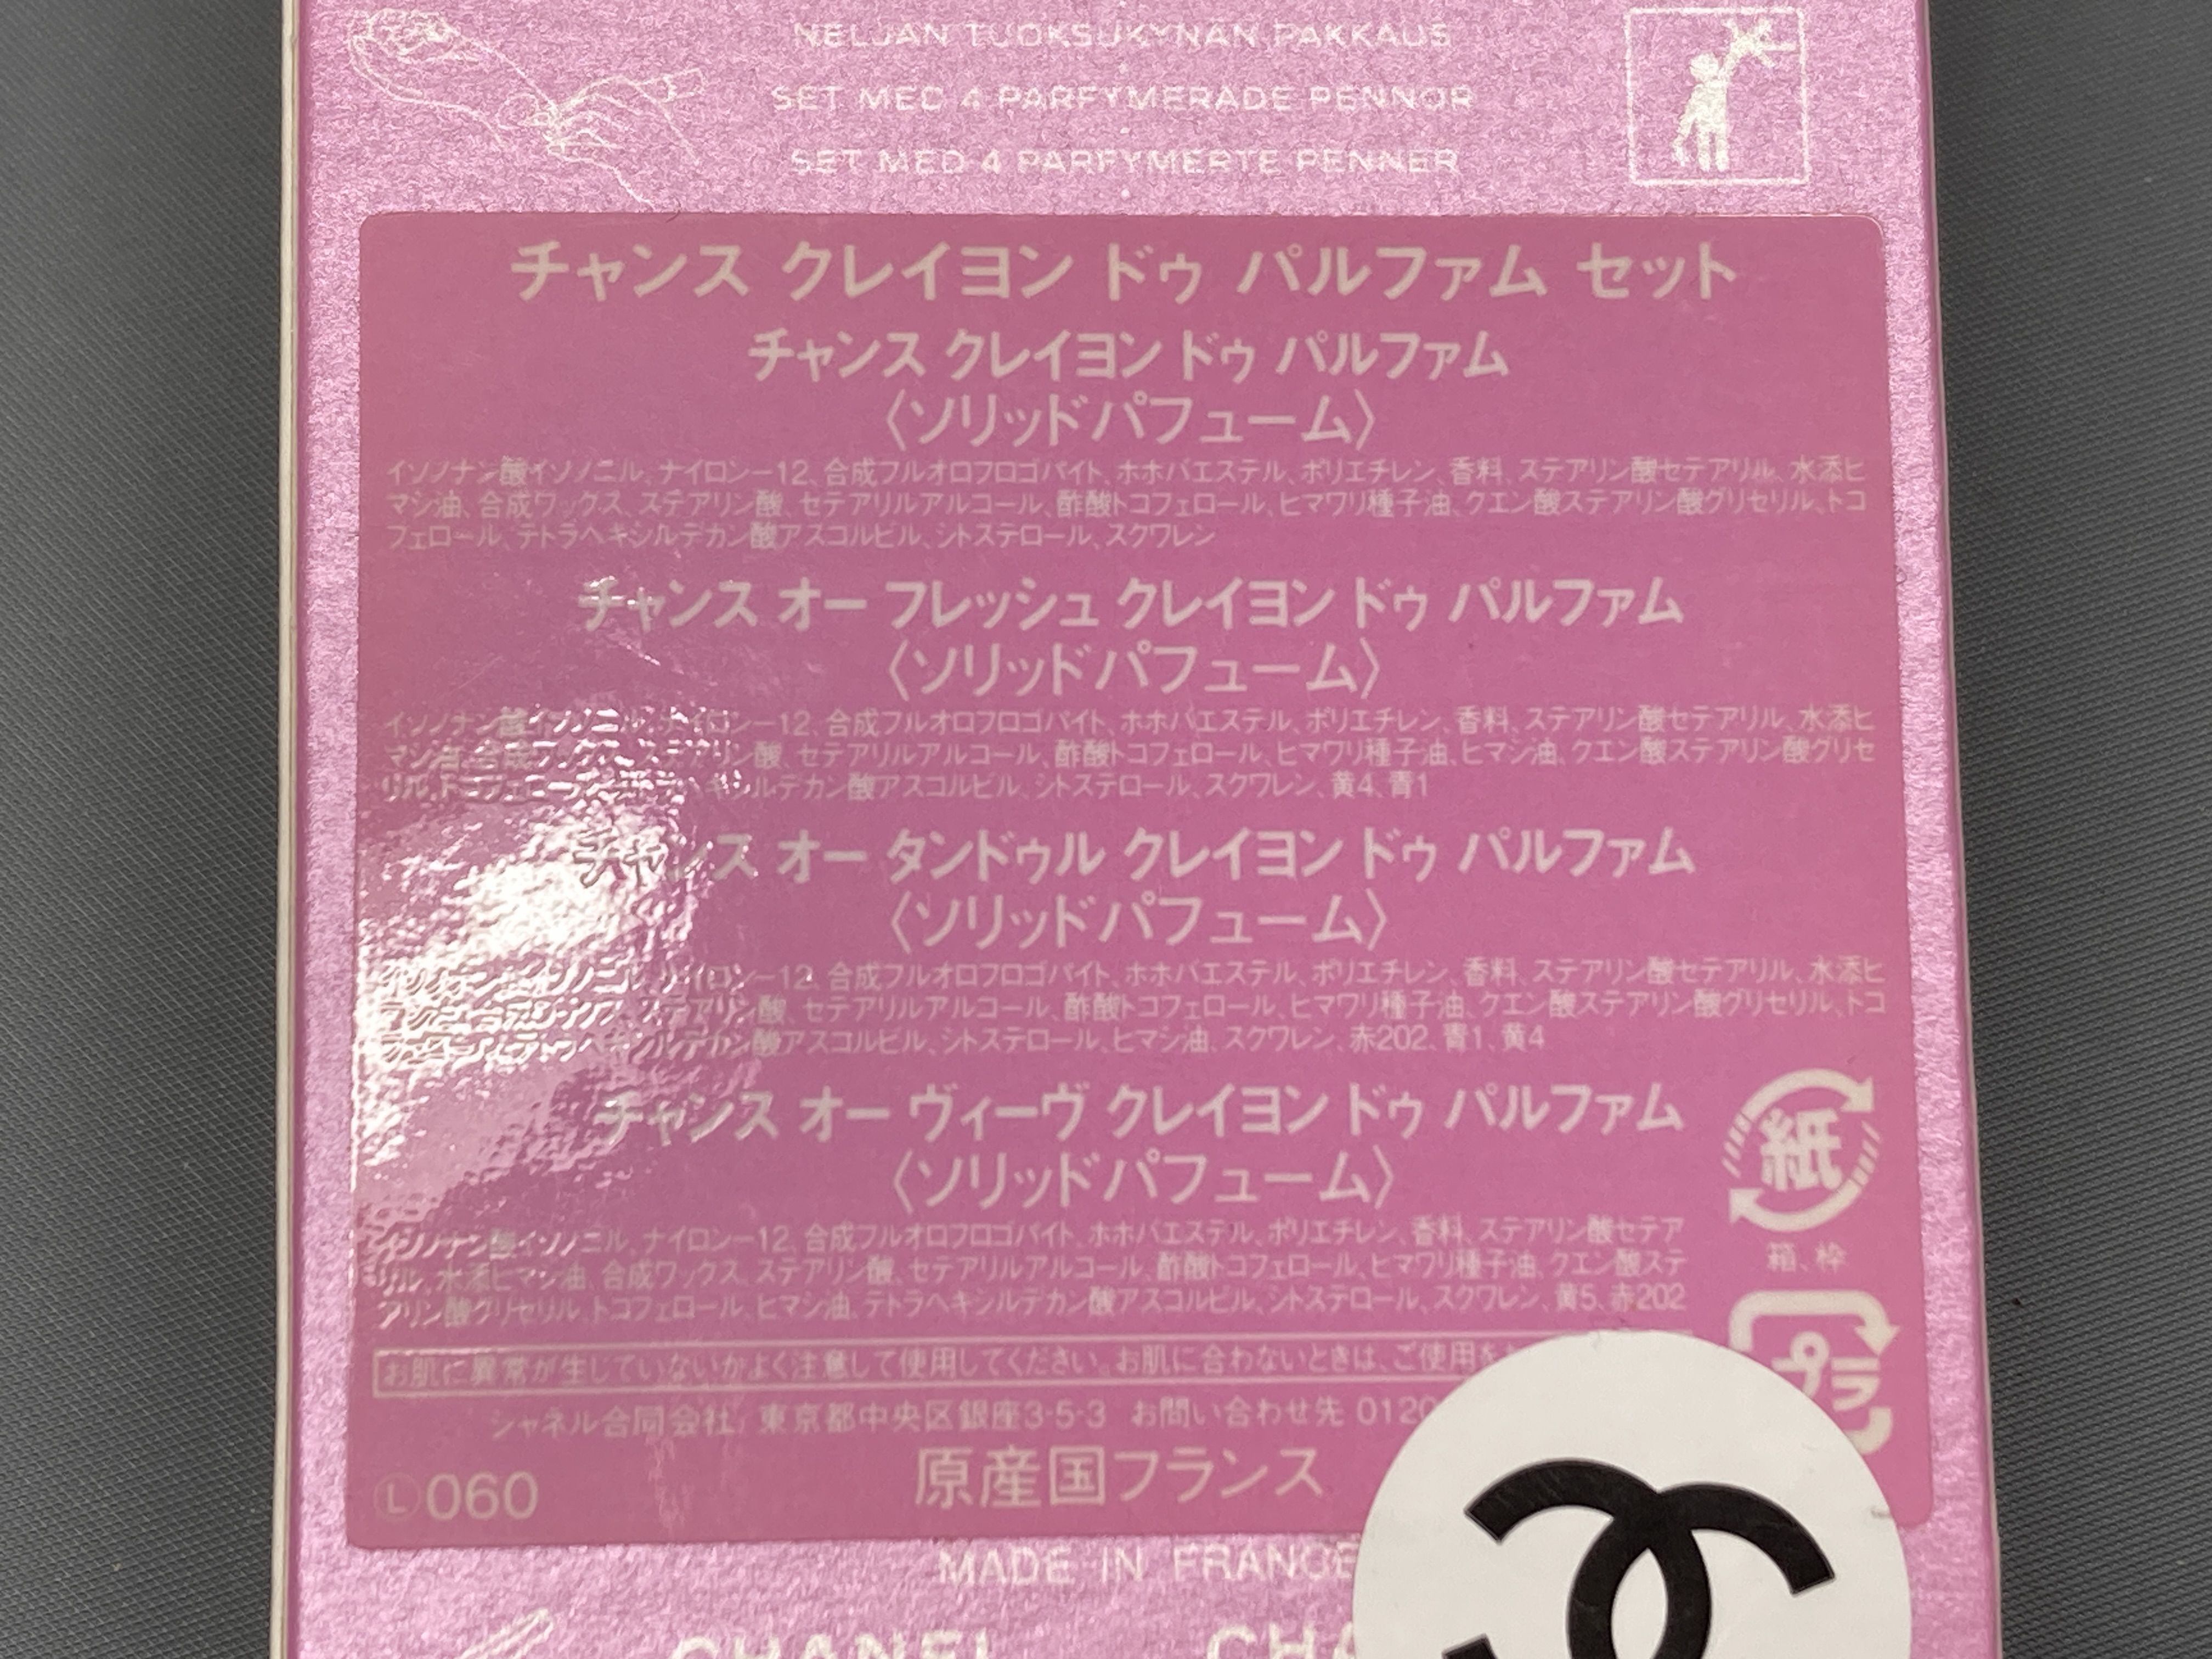 NELJÄN TUOKSUKYNÄN PAKKAUS
SET MED 4 PARFYMERADE PENNOR
SET MED 4 PARFYMERTE PENNER
チャンス クレイヨン ドゥ パルファム セット
チャンス クレイヨン ドゥ パルファム
〈ソリッドパフューム〉
イソノナン酸イソノニル、ナイロン－12、合成フルオロフロゴパイト、ホホバエステル、ポリエチレン、香料、ステアリン酸セテアリル、水添ヒ
マシ油、合成ワックス、ステアリン酸、セテアリルアルコール、酢酸トコフェロール、ヒマワリ種子油、クエン酸ステアリン酸グリセリル、トコ
フェロール、テトラヘキシルデカン酸アスコルビル、シトステロール、スクワレン
チャンス オー フレッシュ クレイヨン ドゥ パルファム
〈ソリッドパフューム〉
イソノナン酸イソノニル、ナイロン－12、合成フルオロフロゴパイト、ホホバエステル、ポリエチレン、香料、ステアリン酸セテアリル、水添ヒ
マシ油、合成ワックス、ステアリン酸、セテアリルアルコール、酢酸トコフェロール、ヒマワリ種子油、ヒマシ油、クエン酸ステアリン酸グリセ
リル、キシルデカン酸アスコルビル、シトステロール、スクワレン、黄4、青1
チャンス オー タンドゥル クレイヨン ドゥ パルファム
〈ソリッドパフューム〉
ナイロン－12、合成フルオロフロゴパイト、ホホバエステル、ポリエチレン、香料、ステアリン酸セテアリル、水添ヒ
ステアリン酸、セテアリルアルコール、酢酸トコフェロール、ヒマワリ種子油、クエン酸ステアリン酸グリセリル、トコ
ルデカン酸アスコルビル、シトステロール、ヒマシ油、スクワレン、赤202、青1、黄4
チャンス オー ヴィーヴ クレイヨン ドゥ パルファム
〈ソリッドパフューム〉
イソノナン酸イソノニル、ナイロン－12、合成フルオロフロゴパイト、ホホバエステル、ポリエチレン、香料、ステアリン酸セテア
リル、水添ヒマシ油、合成ワックス、ステアリン酸、セテアリルアルコール、酢酸トコフェロール、ヒマワリ種子油、クエン酸ステ
アリン酸グリセリル、トコフェロール、ヒマシ油、テトラヘキシルデカン酸アスコルビル、シトステロール、スクワレン、黄5、赤202
紙
箱、枠
プラ
お肌に異常が生じていないかよく注意して使用してください。お肌に合わないときは、ご使用を
シャネル合同会社 東京都中央区銀座3-5-3 お問い合わせ先 0120
原産国フランス
Ⓛ060
MADE IN FRANCE
CHANEL CHA